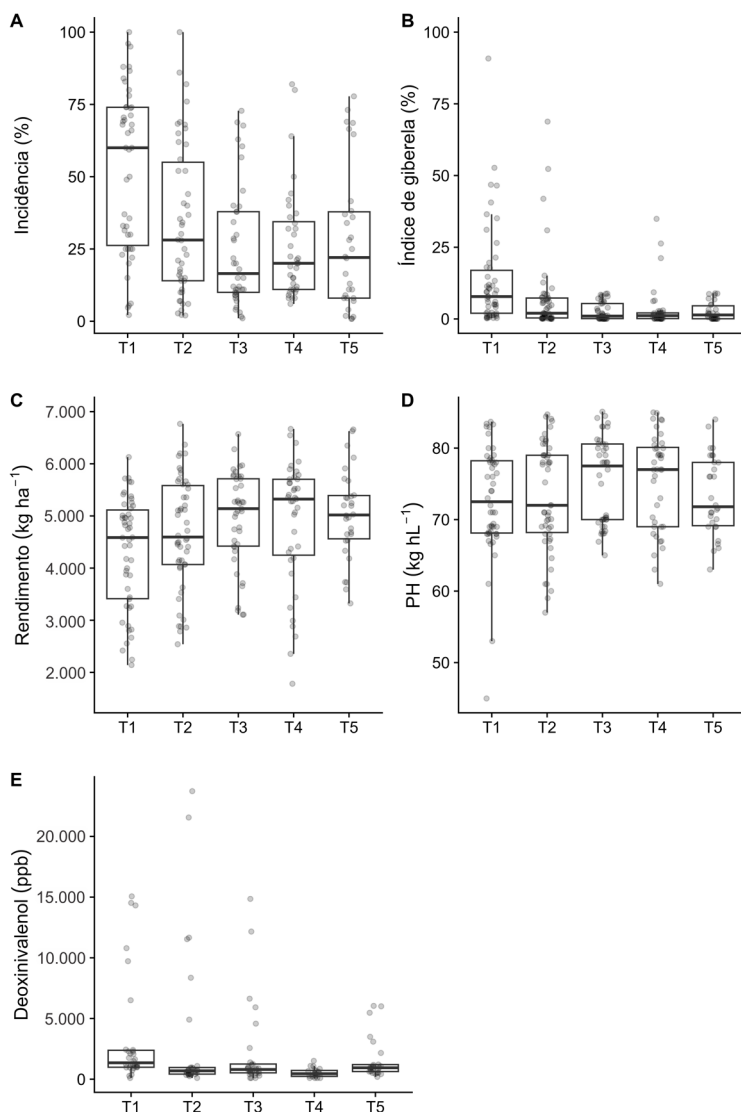 A
Incidência (%)
100
75
50
25
0
T1 T2 T3 T4 T5
B
Índice de giberela (%)
100
75
50
25
0
T1 T2 T3 T4 T5
C
Rendimento (kg ha⁻¹)
7.000
6.000
5.000
4.000
3.000
2.000
T1 T2 T3 T4 T5
D
PH (kg hL⁻¹)
80
70
60
50
T1 T2 T3 T4 T5
E
Deoxinivalenol (ppb)
20.000
15.000
10.000
5.000
0
T1 T2 T3 T4 T5